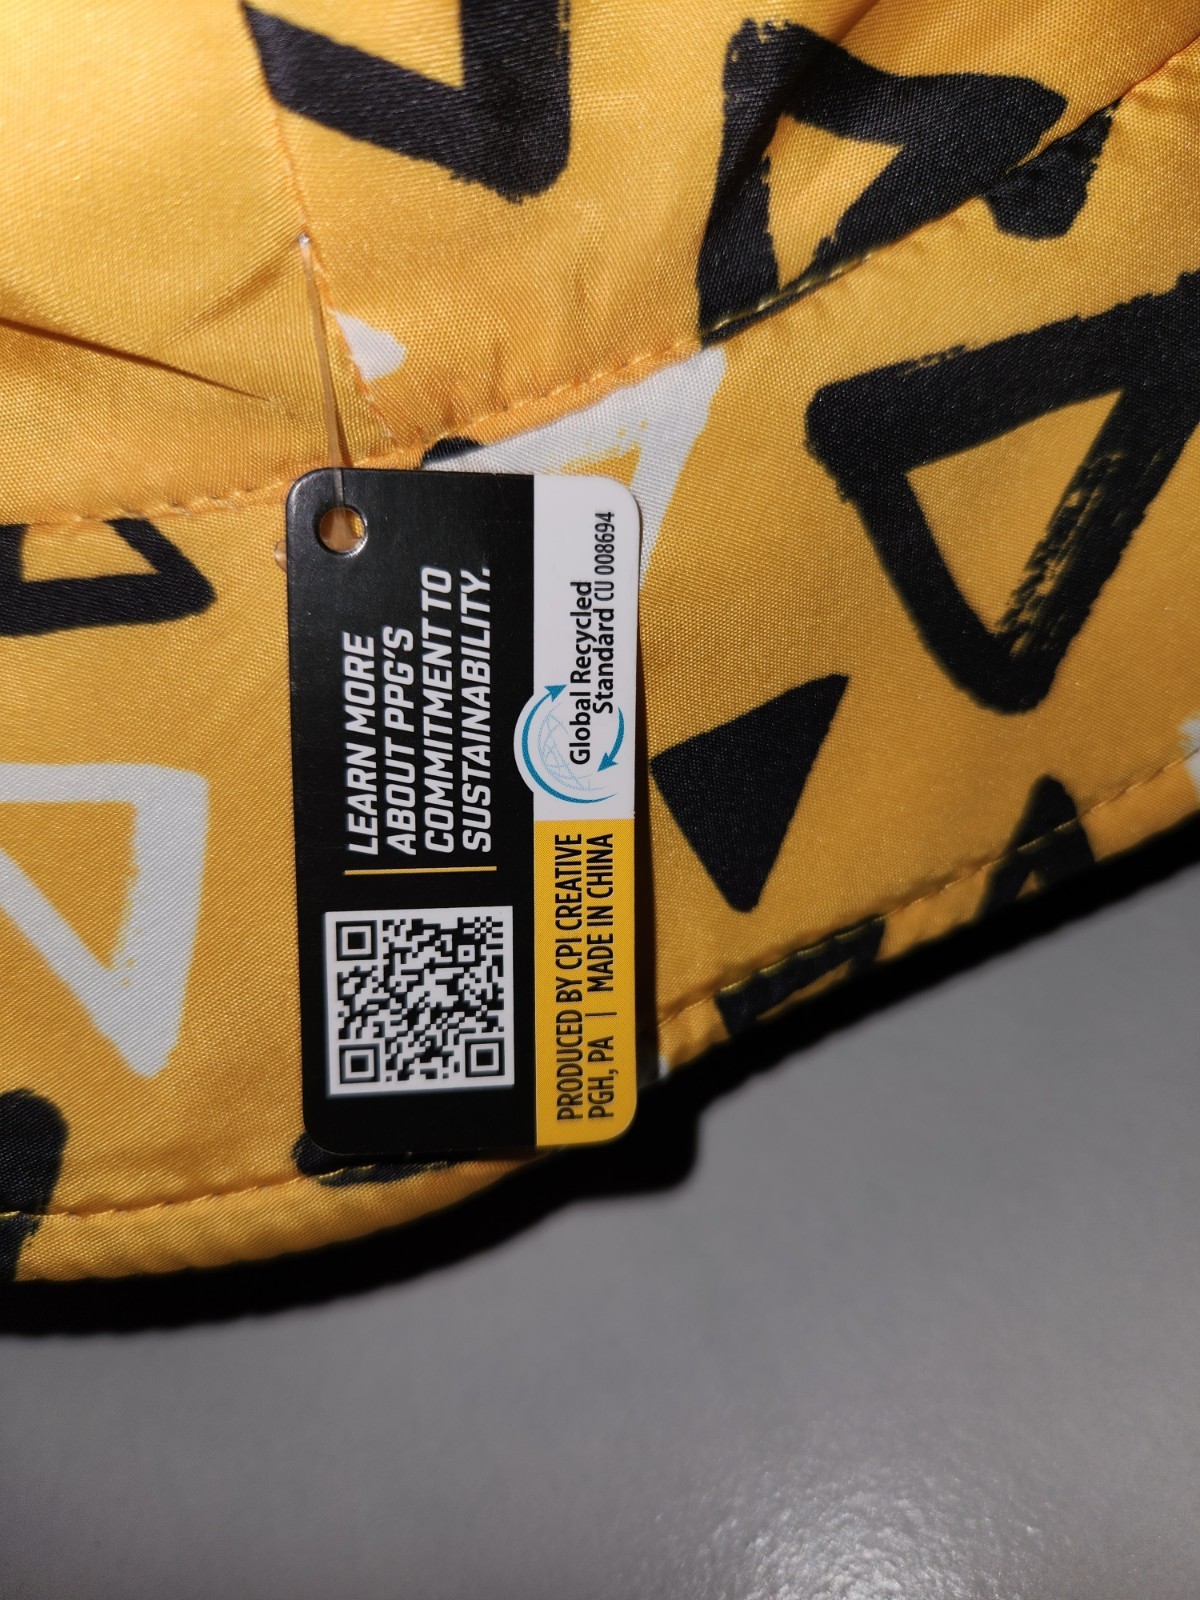 LEARN MORE
ABOUT PPG'S
COMMITMENT TO
SUSTAINABILITY.
Global Recycled
Standard CU 008694
PRODUCED BY CPI CREATIVE
PGH, PA | MADE IN CHINA